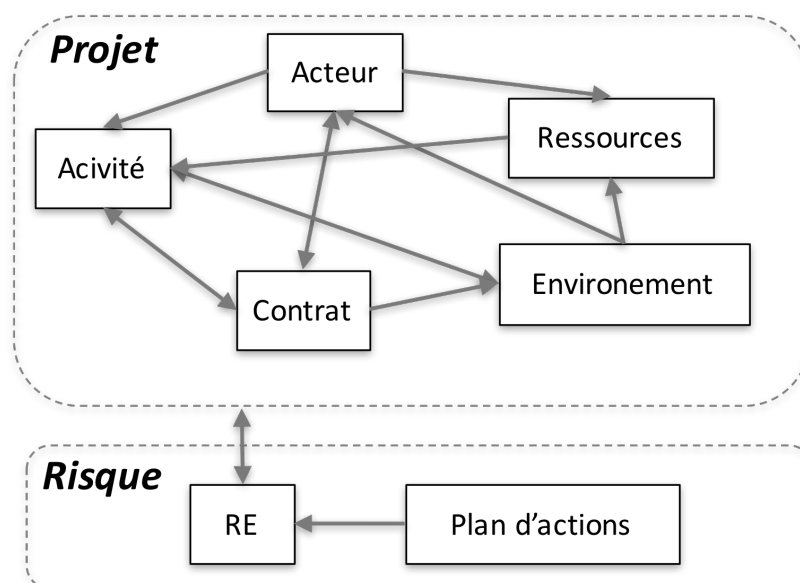 Projet
Acteur
Ressources
Acivité
Environement
Contrat
Risque
RE
Plan d’actions